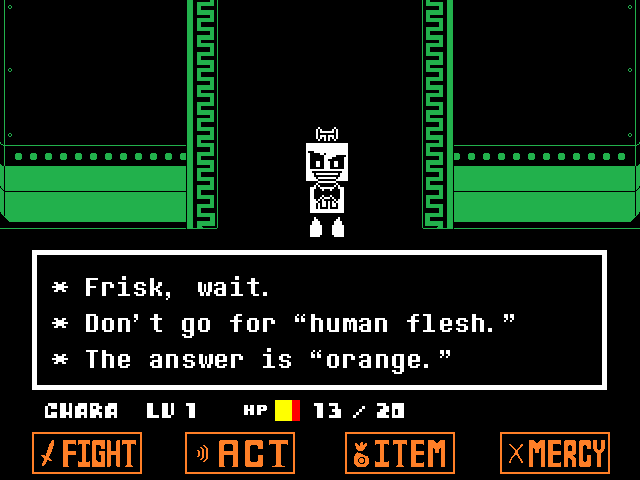 * Frisk, wait.
* Don't go for “human flesh.”
* The answer is “orange.”
CHARA LV 1 HP 13 / 20
FIGHT ACT ITEM MERCY